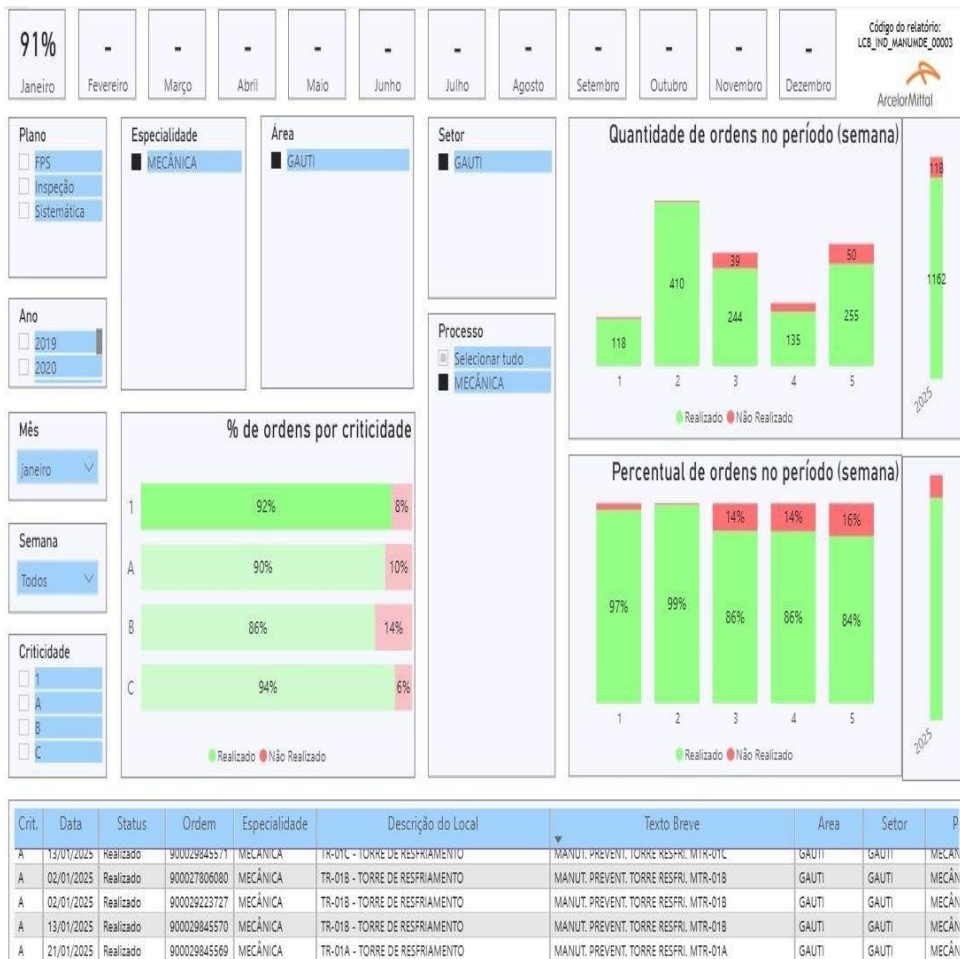 91%
Janeiro
-
Fevereiro
-
Março
-
Abril
-
Maio
-
Junho
-
Julho
-
Agosto
-
Setembro
-
Outubro
-
Novembro
-
Dezembro
Código do relatório:
LCB_IND_MANUMDE_00003
ArcelorMittal
Plano
FPS
Inspeção
Sistemática
Especialidade
MECÂNICA
Área
GAUTI
Setor
GAUTI
Quantidade de ordens no período (semana)
118
410
39
244
135
50
255
1 2 3 4 5
Realizado Não Realizado
118
1162
2025
Ano
2019
2020
Processo
Selecionar tudo
MECÂNICA
Mês
janeiro
Semana
Todos
Criticidade
1
A
B
C
% de ordens por criticidade
1 92% 8%
A 90% 10%
B 86% 14%
C 94% 6%
Realizado Não Realizado
Percentual de ordens no período (semana)
14% 14% 16%
97% 99% 86% 86% 84%
1 2 3 4 5
Realizado Não Realizado
2025
Crit. Data Status Ordem Especialidade Descrição do Local Texto Breve Area Setor P
A 13/01/2025 Realizado 900029845571 MECÂNICA TR-01C - TORRE DE RESFRIAMENTO MANUT. PREVENT. TORRE RESFRI. MTR-01C GAUTI GAUTI MECÂN
A 02/01/2025 Realizado 900027806080 MECÂNICA TR-01B - TORRE DE RESFRIAMENTO MANUT. PREVENT. TORRE RESFRI. MTR-01B GAUTI GAUTI MECÂN
A 02/01/2025 Realizado 900029223727 MECÂNICA TR-01B - TORRE DE RESFRIAMENTO MANUT. PREVENT. TORRE RESFRI. MTR-01B GAUTI GAUTI MECÂN
A 13/01/2025 Realizado 900029845570 MECÂNICA TR-01B - TORRE DE RESFRIAMENTO MANUT. PREVENT. TORRE RESFRI. MTR-01B GAUTI GAUTI MECÂN
A 21/01/2025 Realizado 900029845569 MECÂNICA TR-01A - TORRE DE RESFRIAMENTO MANUT. PREVENT. TORRE RESFRI. MTR-01A GAUTI GAUTI MECÂN